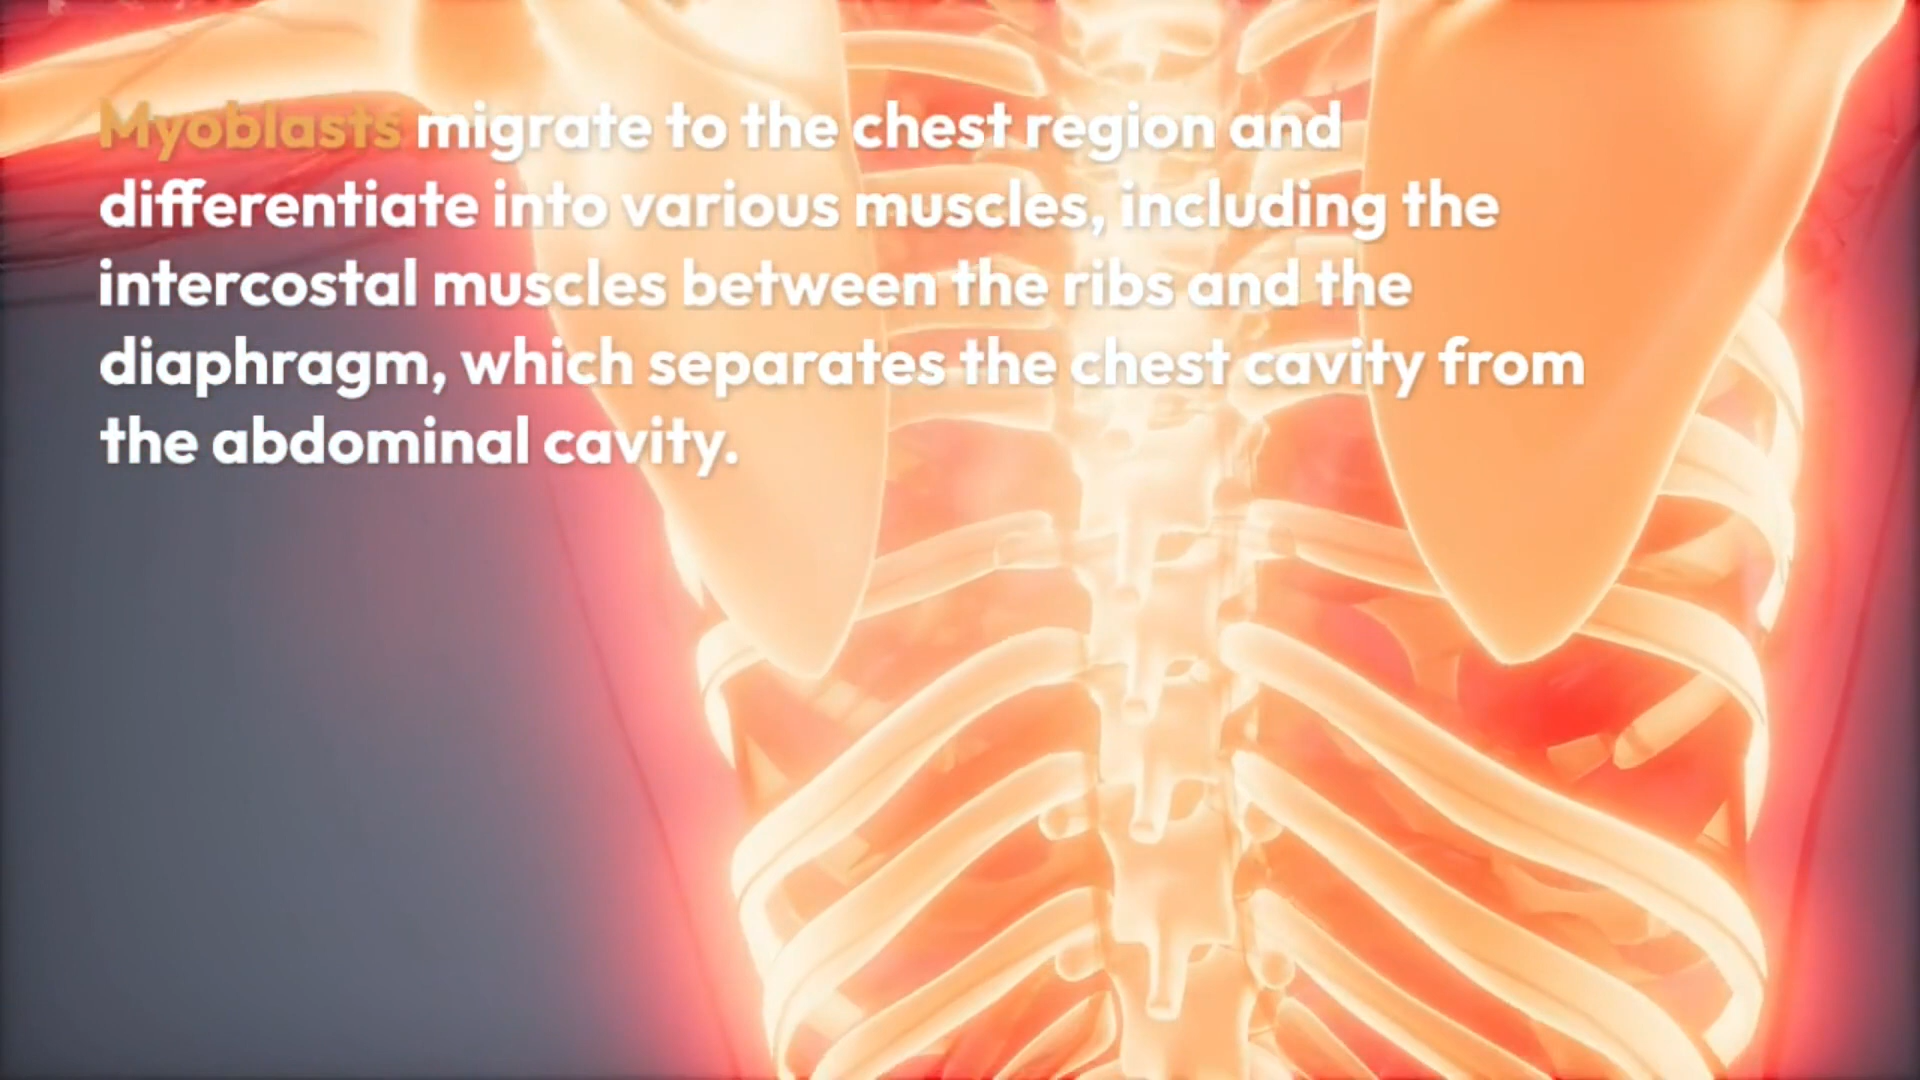 Myoblasts migrate to the chest region and
differentiate into various muscles, including the
intercostal muscles between the ribs and the
diaphragm, which separates the chest cavity from
the abdominal cavity.